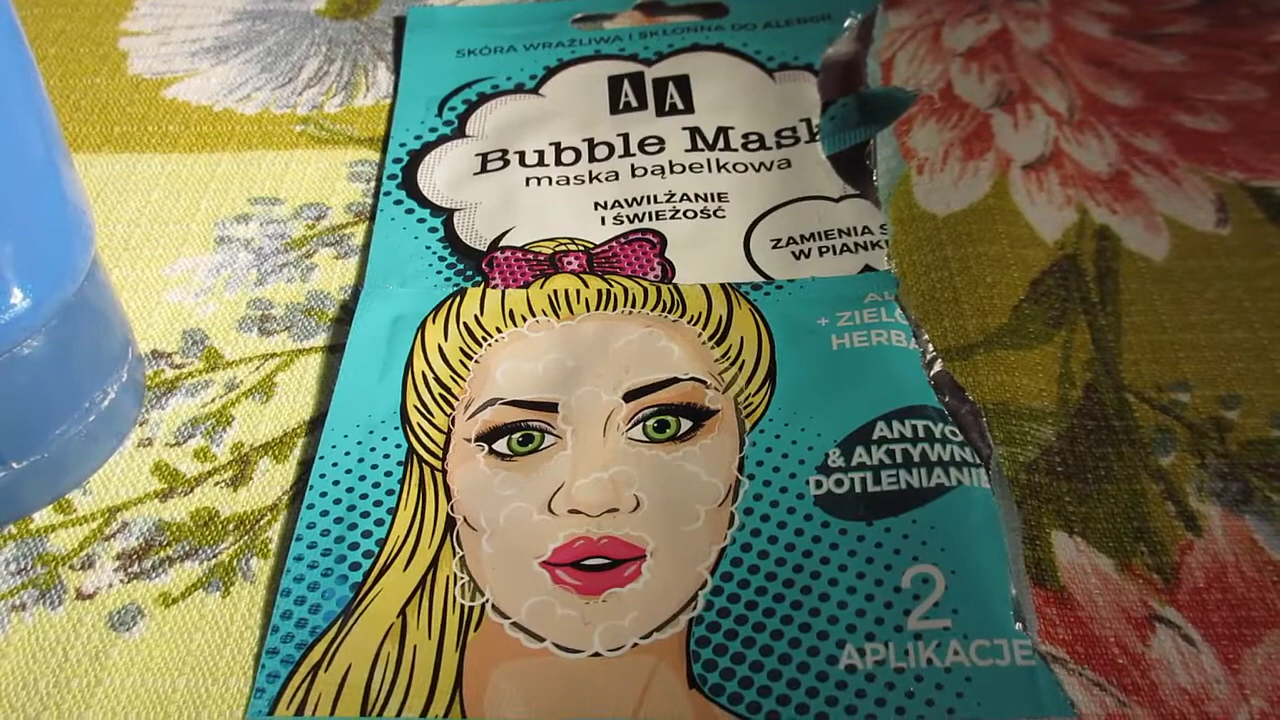 SKÓRA WRAŻLIWA I SKŁONNA DO ALERGII
AA
Bubble Mask
maska bąbelkowa
NAWILŻANIE
I ŚWIEŻOŚĆ
ZAMIENIA S
W PIANK
+ ZIELO
HERBA
ANTYO
& AKTYWN
DOTLENIANIE
2
APLIKACJE